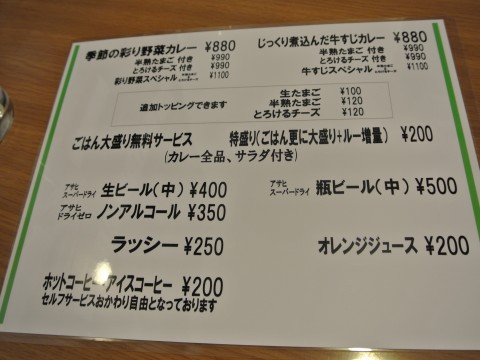 季節の彩り野菜カレー ¥880
半熟たまご 付き ¥990
とろけるチーズ 付き ¥990
彩り野菜スペシャル ¥1100
じっくり煮込んだ牛すじカレー ¥880
半熟たまご 付き ¥990
とろけるチーズ 付き ¥990
牛すじスペシャル ¥1100
追加トッピングできます
生たまご ¥100
半熟たまご ¥120
とろけるチーズ ¥120
ごはん大盛り無料サービス 特盛り(ごはん更に大盛り+ルー増量) ¥200
(カレー全品、サラダ付き)
アサヒ スーパードライ 生ビール(中) ¥400
アサヒ スーパードライ 瓶ビール(中) ¥500
アサヒ ドライゼロ ノンアルコール ¥350
ラッシー ¥250
オレンジジュース ¥200
ホットコーヒー アイスコーヒー ¥200
セルフサービスおかわり自由となっております